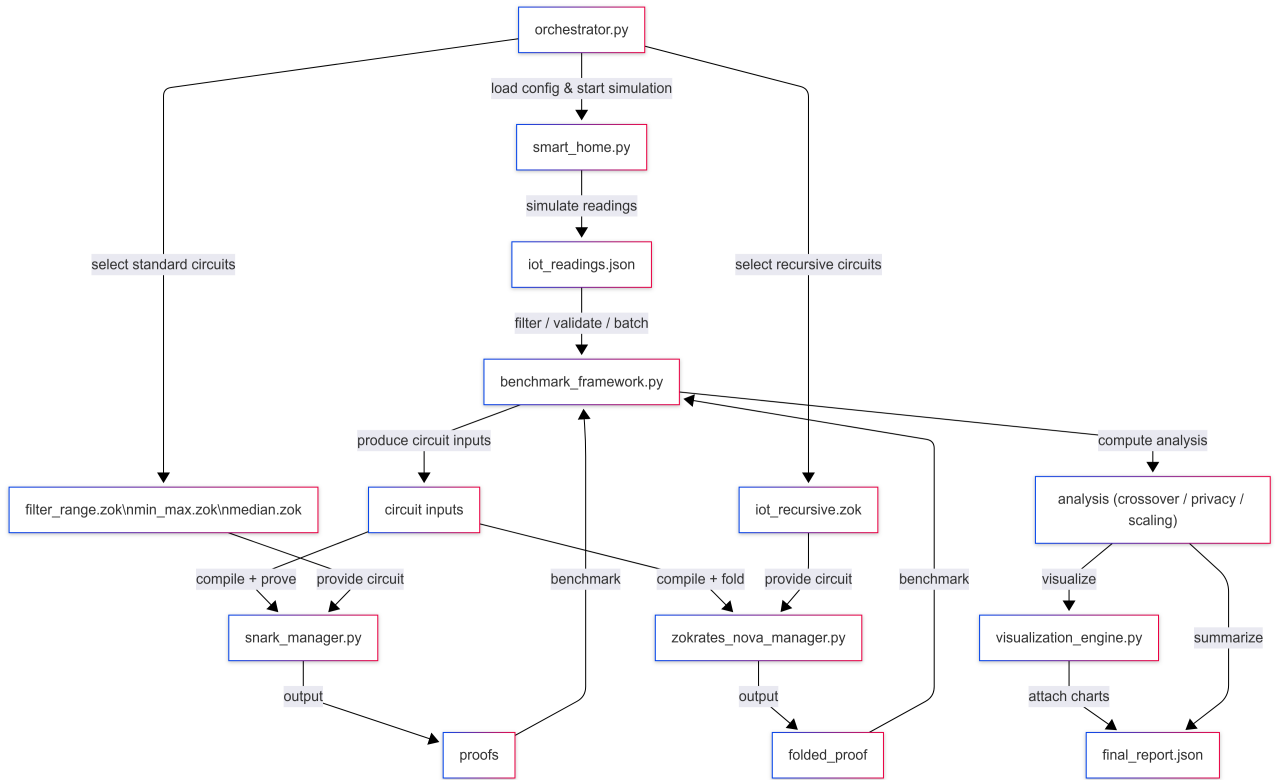 orchestrator.py
load config & start simulation
smart_home.py
simulate readings
select standard circuits
iot_readings.json
select recursive circuits
filter / validate / batch
benchmark_framework.py
produce circuit inputs
compute analysis
filter_range.zok\nmin_max.zok\nmedian.zok
circuit inputs
iot_recursive.zok
analysis (crossover / privacy /
scaling)
compile + prove
provide circuit
benchmark
compile + fold
provide circuit
benchmark
visualize
snark_manager.py
zokrates_nova_manager.py
visualization_engine.py
summarize
output
output
attach charts
proofs
folded_proof
final_report.json